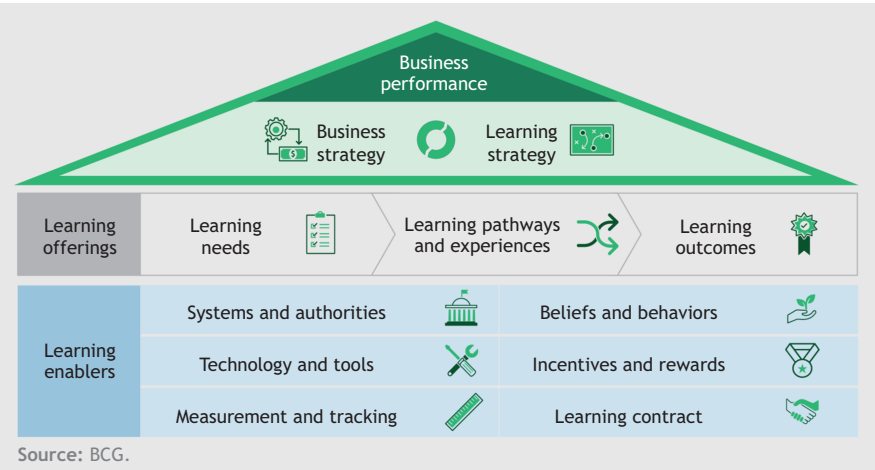 Business
performance
Business
strategy
Learning
strategy
Learning
offerings
Learning
needs
Learning pathways
and experiences
Learning
outcomes
Learning
enablers
Systems and authorities
Beliefs and behaviors
Technology and tools
Incentives and rewards
Measurement and tracking
Learning contract
Source: BCG.